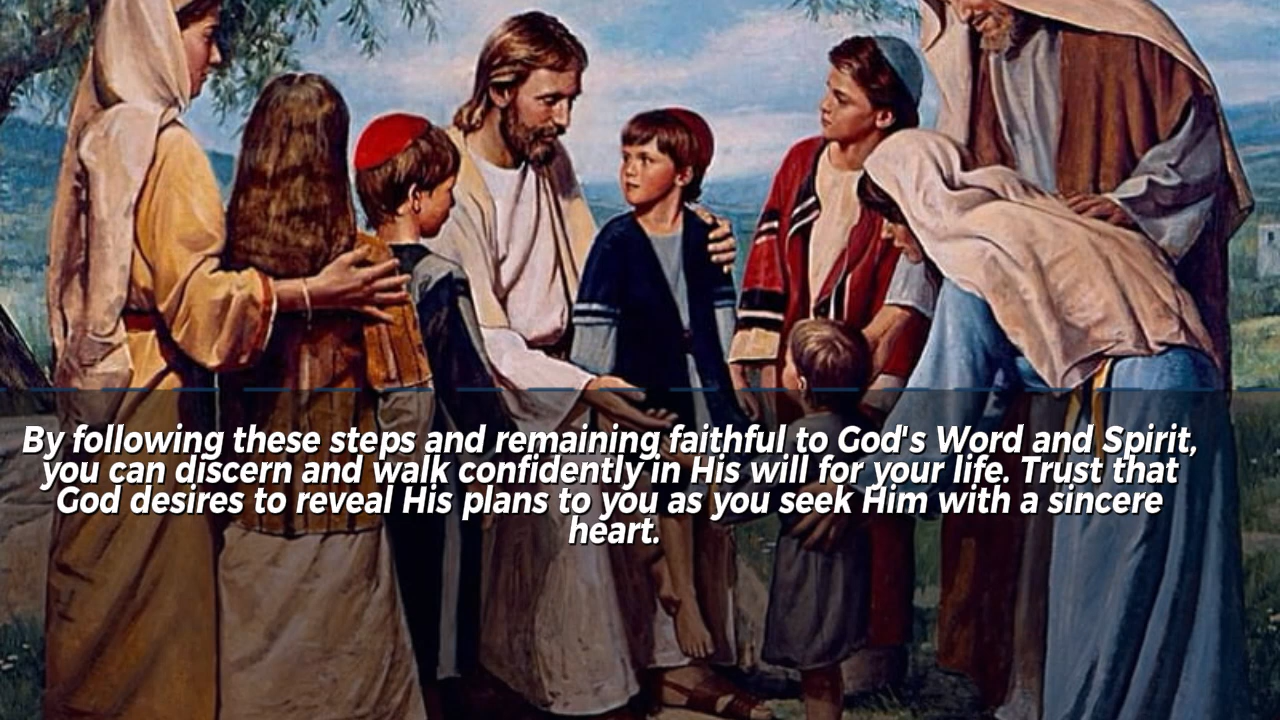 By following these steps and remaining faithful to God's Word and Spirit,
you can discern and walk confidently in His will for your life. Trust that
God desires to reveal His plans to you as you seek Him with a sincere
heart.